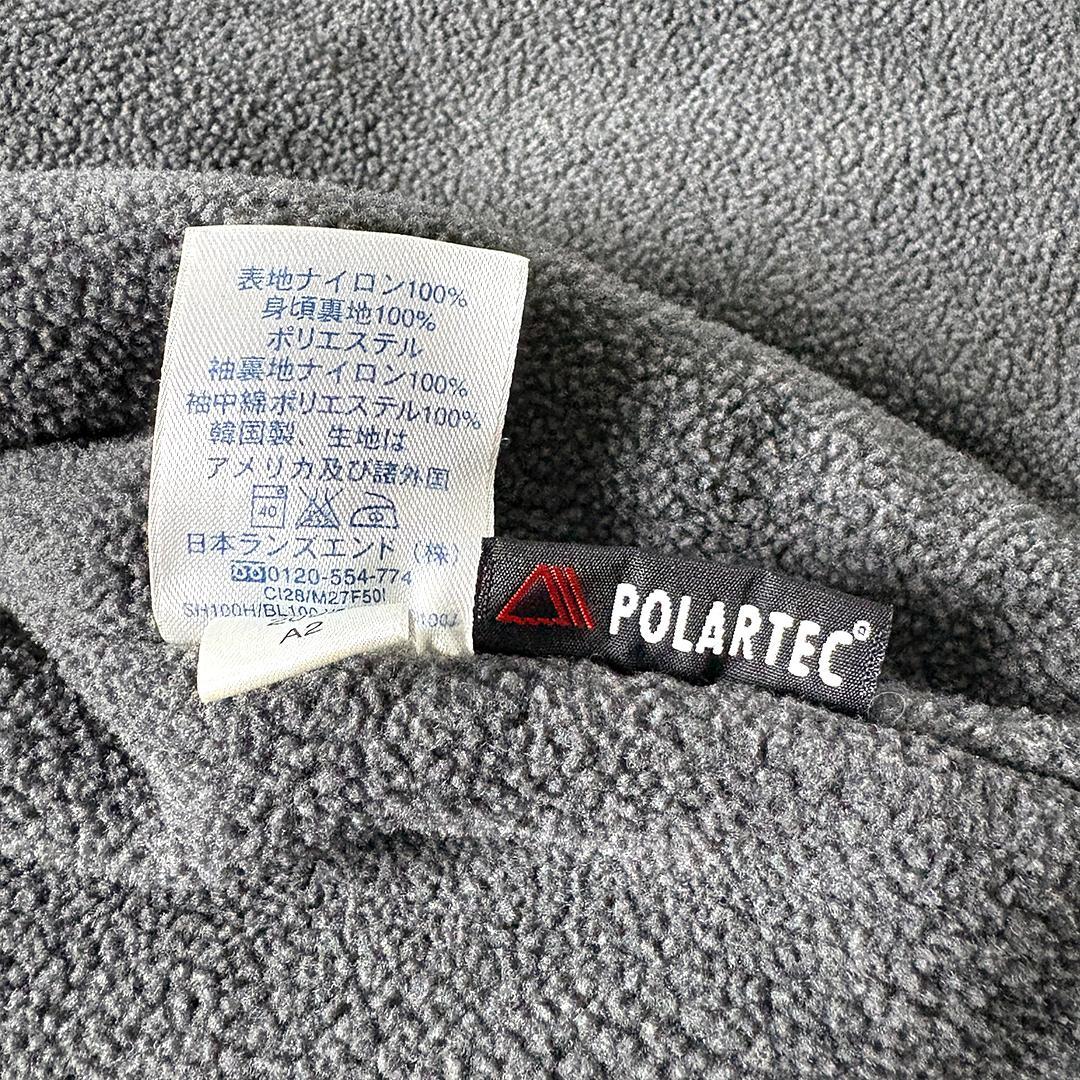 表地ナイロン100%
身頃裏地100%
ポリエステル
袖裏地ナイロン100%
袖中綿ポリエステル100%
韓国製、生地は
アメリカ及び諸外国
40
日本ランズエンド(株)
0120-554-774
CI28/M27F50I
SH100H/BL100
A2
POLARTEC®